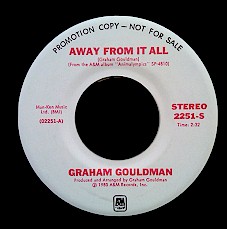 PROMOTION COPY—NOT FOR SALE
AWAY FROM IT ALL
(Graham Gouldman)
(From the A&M album "Animalympics" SP-4810)
Man-Ken Music
Ltd. (BMI)
(02251-A)
STEREO
2251-S
Time: 2:32
GRAHAM GOULDMAN
Produced and Arranged by Graham Gouldman
℗ 1980 A&M Records, Inc.
A&M